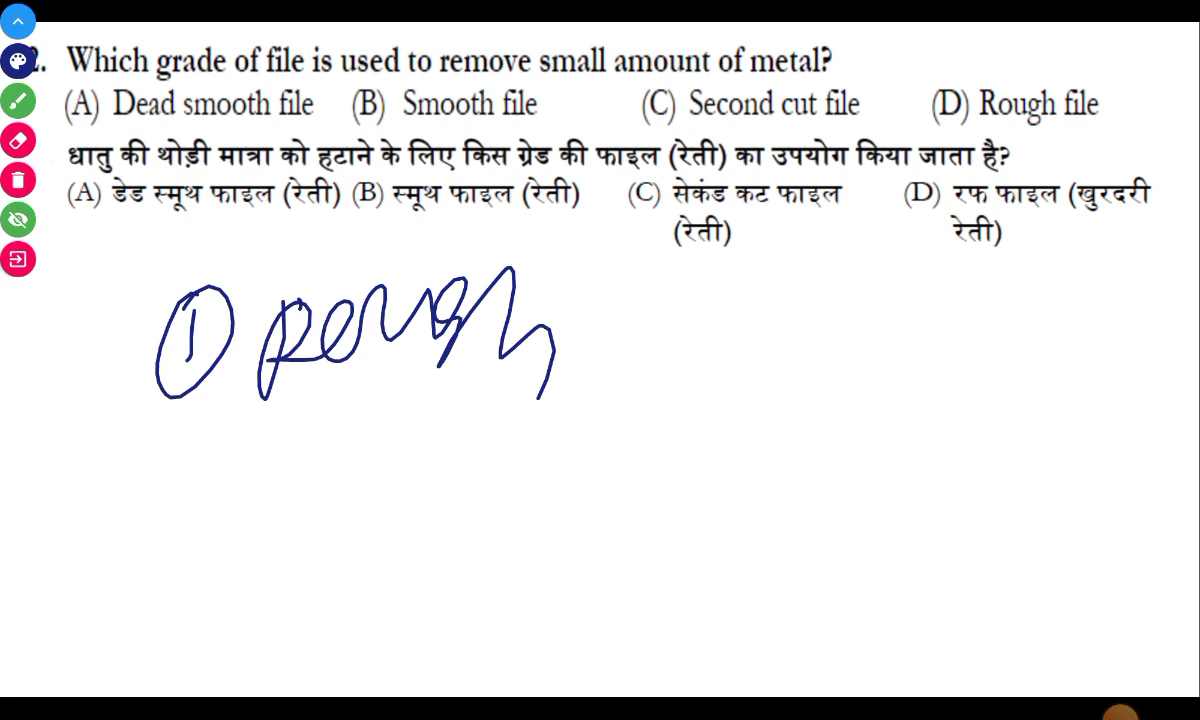 2. Which grade of file is used to remove small amount of metal?
(A) Dead smooth file (B) Smooth file (C) Second cut file (D) Rough file
धातु की थोड़ी मात्रा को हटाने के लिए किस ग्रेड की फाइल (रेती) का उपयोग किया जाता है?
(A) डेड स्मूथ फाइल (रेती) (B) स्मूथ फाइल (रेती) (C) सेकंड कट फाइल (रेती) (D) रफ फाइल (खुरदरी रेती)
① Rough